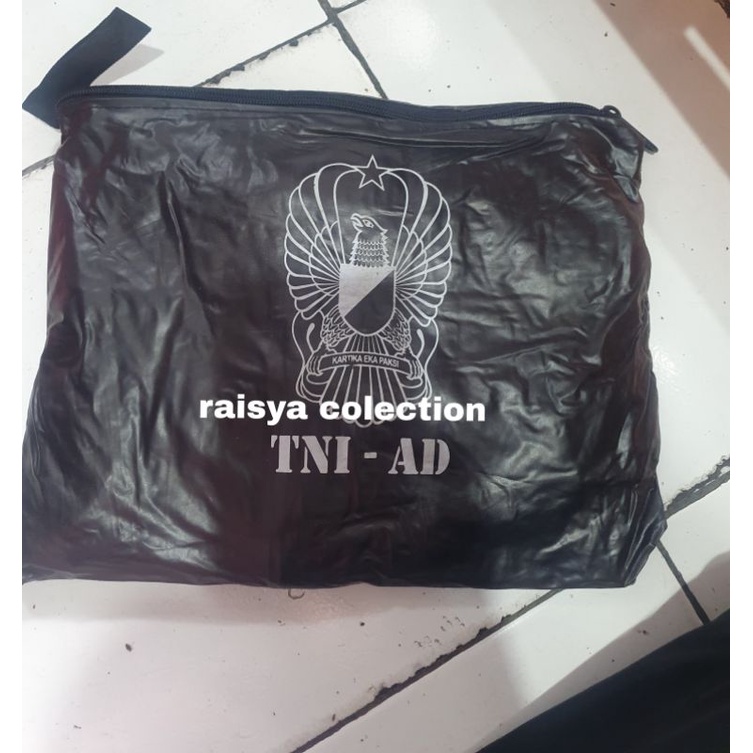 KARTIKA EKA PAKSI
raisya colection
TNI - AD